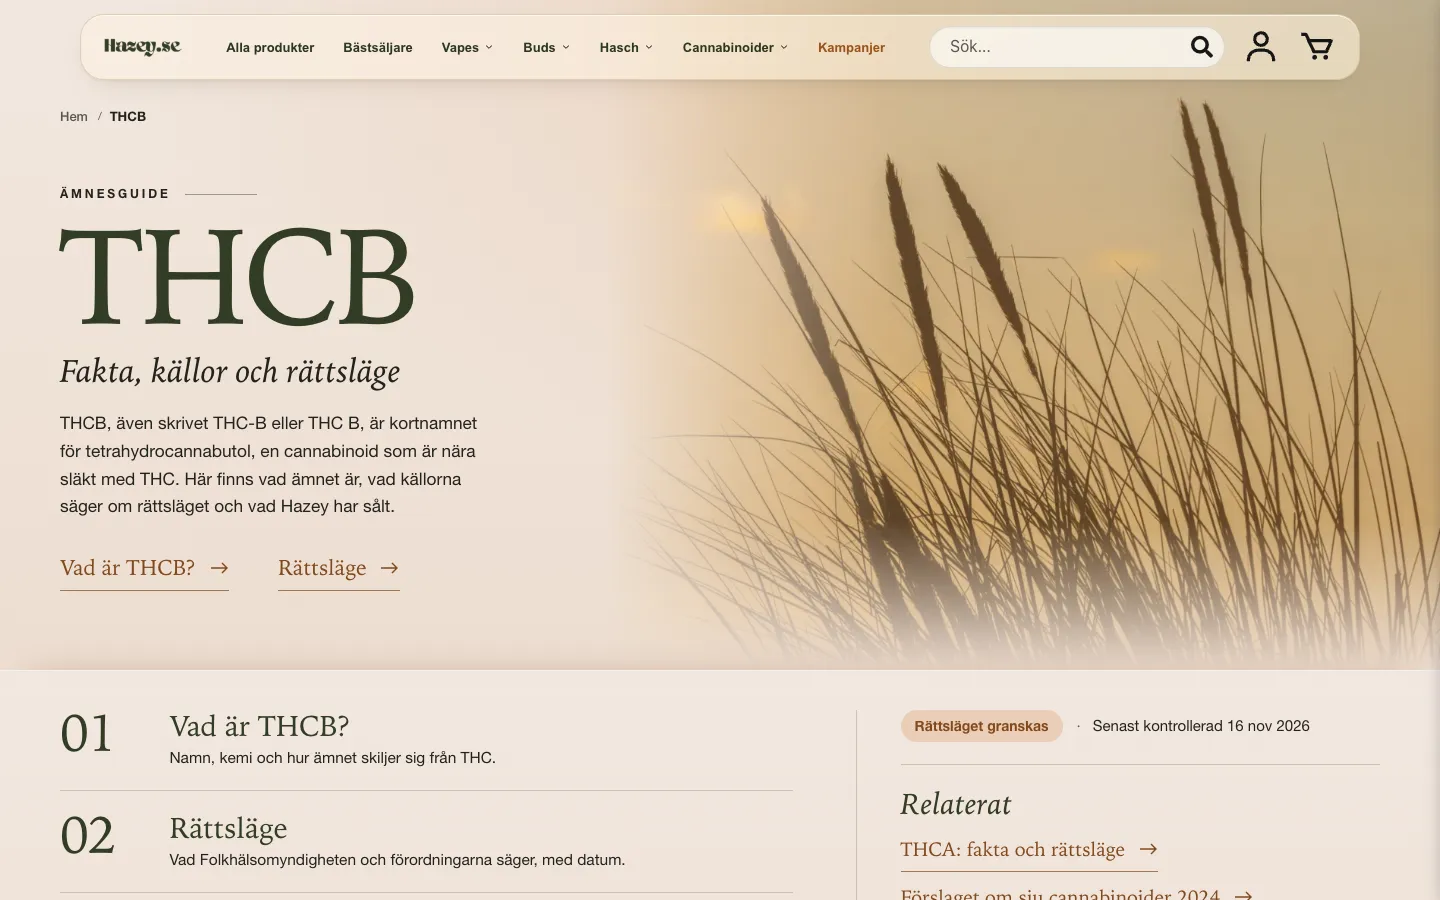 Hazey.se
Alla produkter
Bästsäljare
Vapes
Buds
Hasch
Cannabinoider
Kampanjer
Sök...
Hem / THCB
ÄMNESGUIDE
THCB
Fakta, källor och rättsläge
THCB, även skrivet THC-B eller THC B, är kortnamnet
för tetrahydrocannabutol, en cannabinoid som är nära
släkt med THC. Här finns vad ämnet är, vad källorna
säger om rättsläget och vad Hazey har sålt.
Vad är THCB? →
Rättsläge →
01
Vad är THCB?
Namn, kemi och hur ämnet skiljer sig från THC.
02
Rättsläge
Vad Folkhälsomyndigheten och förordningarna säger, med datum.
Rättsläget granskas · Senast kontrollerad 16 nov 2026
Relaterat
THCA: fakta och rättsläge →
Förslaget om sju cannabinoider 2024 →